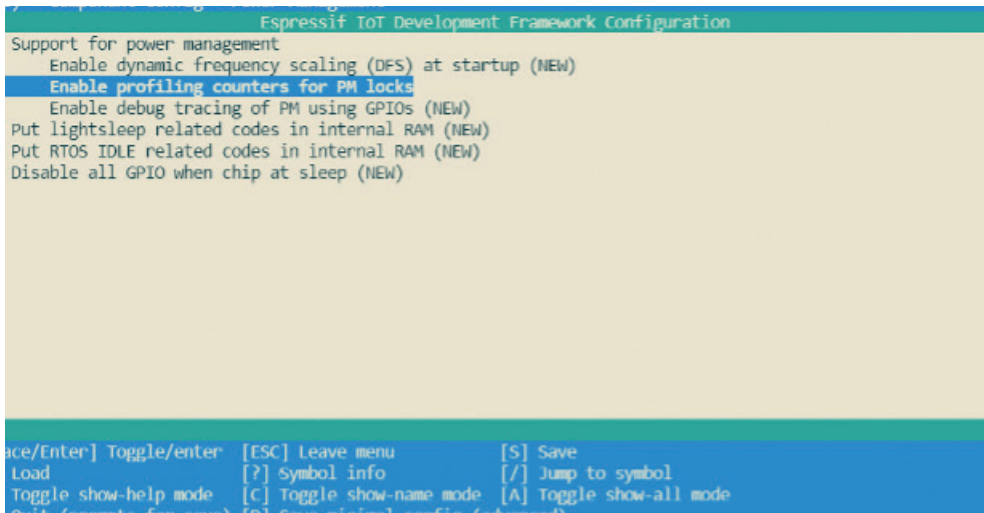 Espressif IoT Development Framework Configuration
Support for power management
Enable dynamic frequency scaling (DFS) at startup (NEW)
Enable profiling counters for PM locks
Enable debug tracing of PM using GPIOs (NEW)
Put lightsleep related codes in internal RAM (NEW)
Put RTOS IDLE related codes in internal RAM (NEW)
Disable all GPIO when chip at sleep (NEW)
ace/Enter] Toggle/enter [ESC] Leave menu [S] Save
Load [?] Symbol info [/] Jump to symbol
Toggle show-help mode [C] Toggle show-name mode [A] Toggle show-all mode